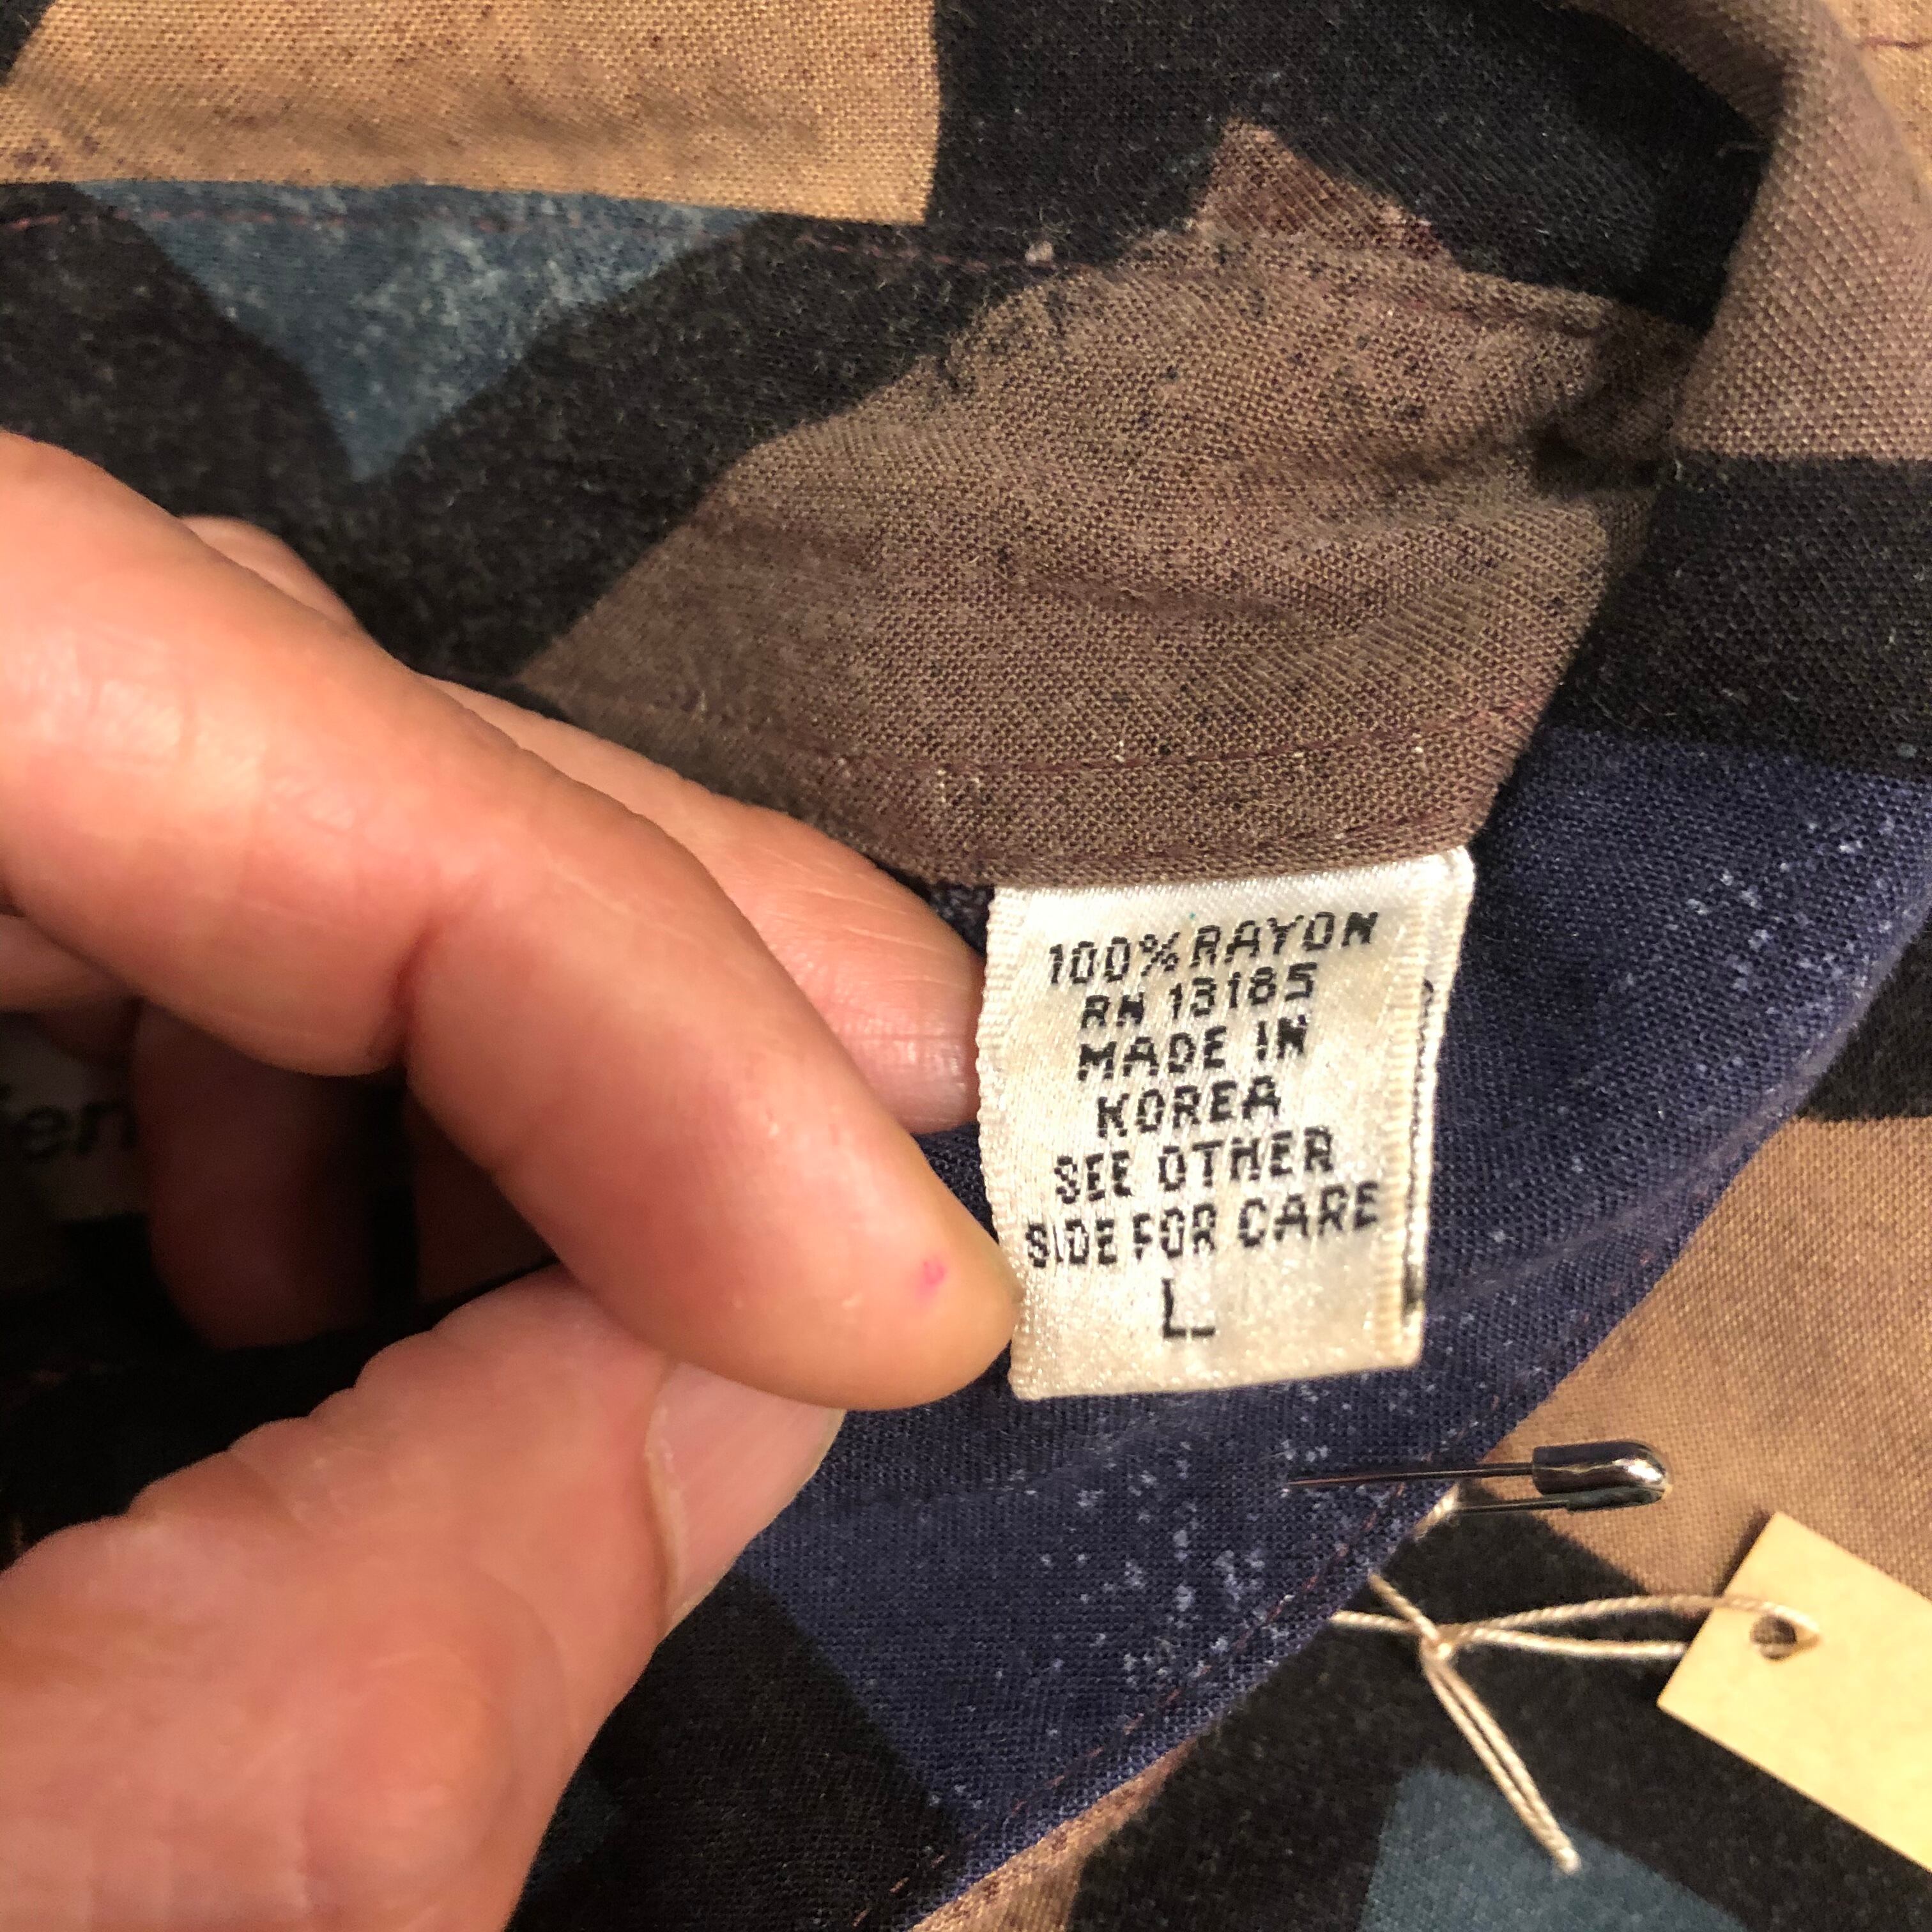 100% RAYON
RN 13185
MADE IN
KOREA
SEE OTHER
SIDE FOR CARE
L